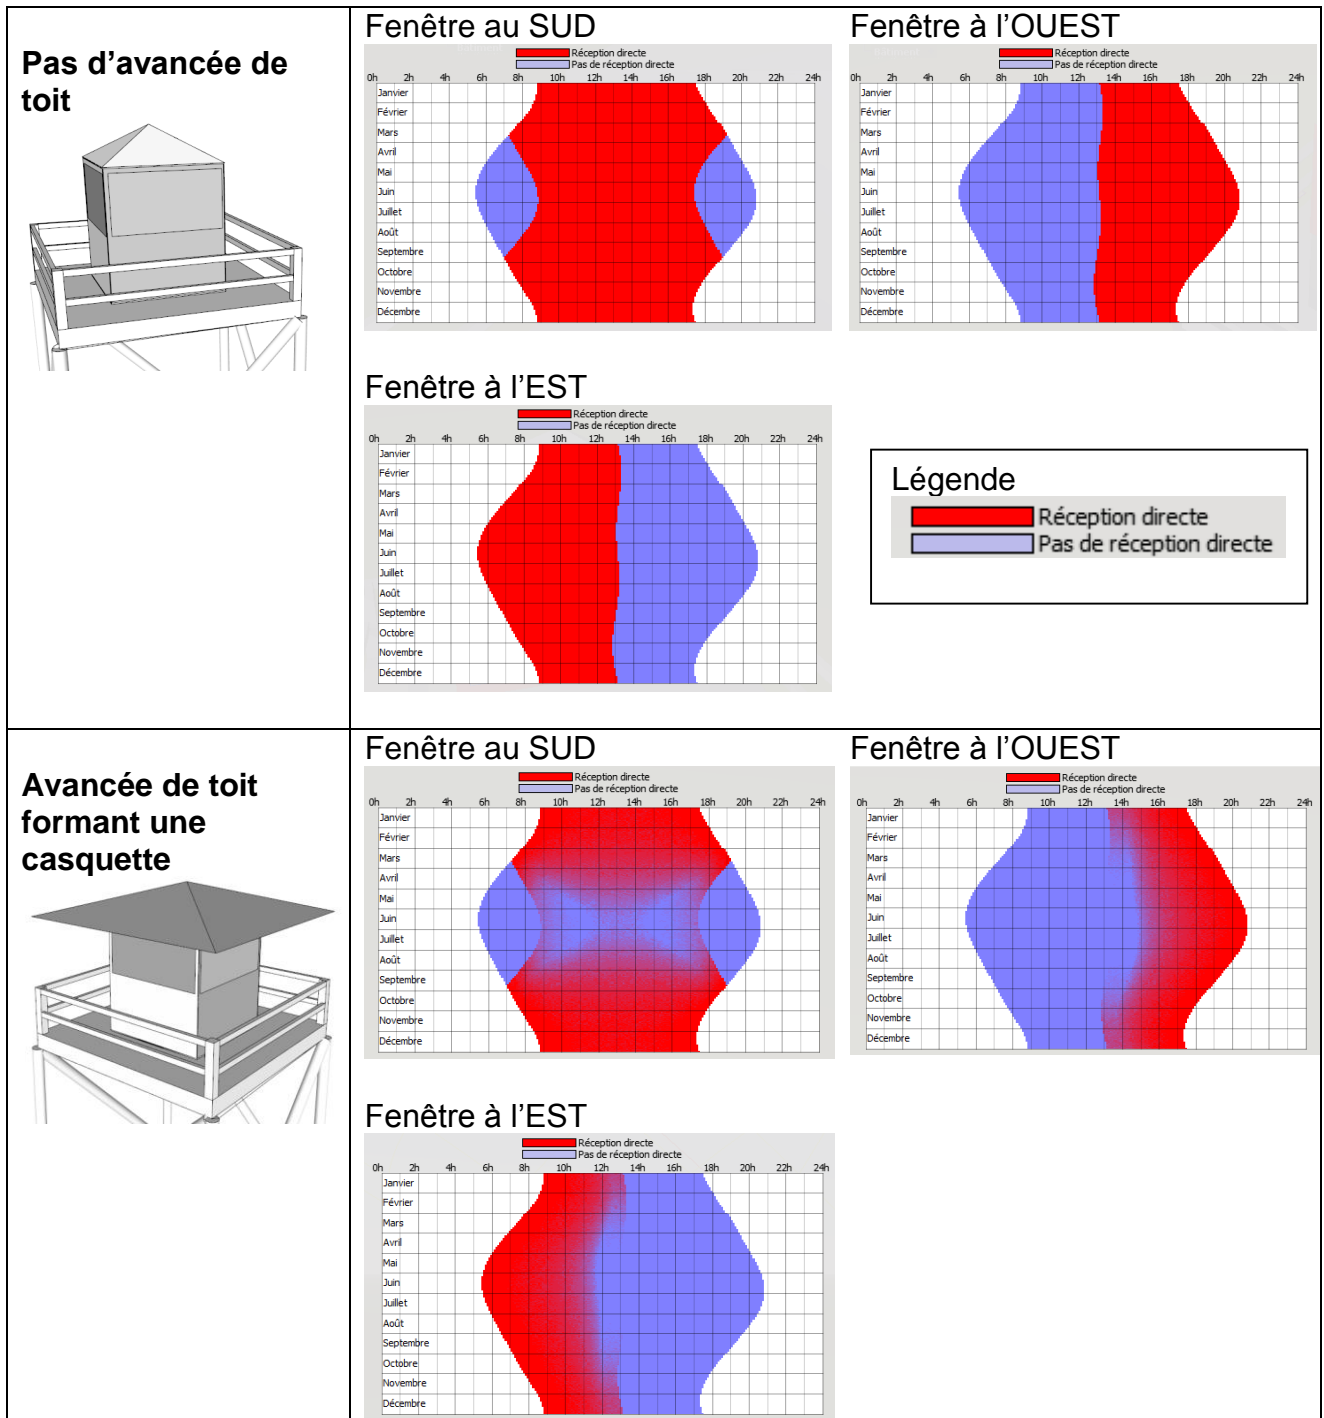 Pas d'avancée de
toit
Fenêtre au SUD
Réception directe
Pas de réception directe
0h 2h 4h 6h 8h 10h 12h 14h 16h 18h 20h 22h 24h
Janvier
Février
Mars
Avril
Mai
Juin
Juillet
Août
Septembre
Octobre
Novembre
Décembre
Fenêtre à l'OUEST
Réception directe
Pas de réception directe
0h 2h 4h 6h 8h 10h 12h 14h 16h 18h 20h 22h 24h
Janvier
Février
Mars
Avril
Mai
Juin
Juillet
Août
Septembre
Octobre
Novembre
Décembre
Fenêtre à l'EST
Réception directe
Pas de réception directe
0h 2h 4h 6h 8h 10h 12h 14h 16h 18h 20h 22h 24h
Janvier
Février
Mars
Avril
Mai
Juin
Juillet
Août
Septembre
Octobre
Novembre
Décembre
Légende
Réception directe
Pas de réception directe
Avancée de toit
formant une
casquette
Fenêtre au SUD
Réception directe
Pas de réception directe
0h 2h 4h 6h 8h 10h 12h 14h 16h 18h 20h 22h 24h
Janvier
Février
Mars
Avril
Mai
Juin
Juillet
Août
Septembre
Octobre
Novembre
Décembre
Fenêtre à l'OUEST
Réception directe
Pas de réception directe
0h 2h 4h 6h 8h 10h 12h 14h 16h 18h 20h 22h 24h
Janvier
Février
Mars
Avril
Mai
Juin
Juillet
Août
Septembre
Octobre
Novembre
Décembre
Fenêtre à l'EST
Réception directe
Pas de réception directe
0h 2h 4h 6h 8h 10h 12h 14h 16h 18h 20h 22h 24h
Janvier
Février
Mars
Avril
Mai
Juin
Juillet
Août
Septembre
Octobre
Novembre
Décembre